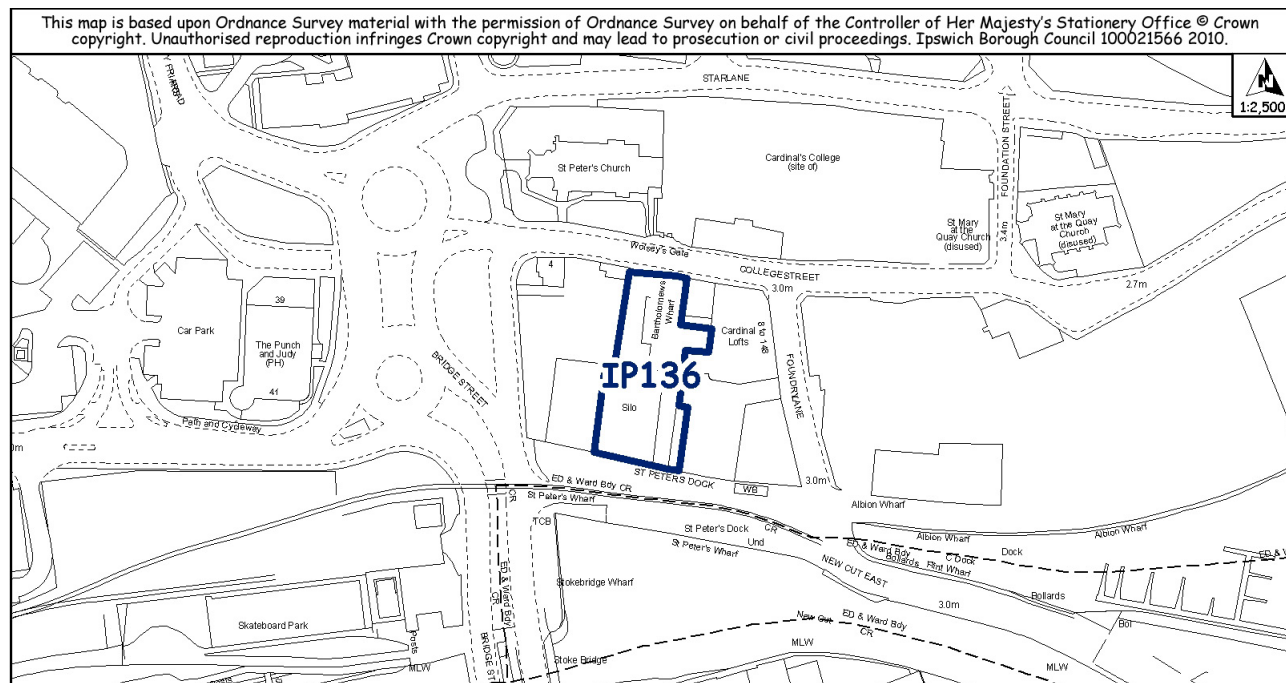 This map is based upon Ordnance Survey material with the permission of Ordnance Survey on behalf of the Controller of Her Majesty's Stationery Office © Crown
copyright. Unauthorised reproduction infringes Crown copyright and may lead to prosecution or civil proceedings. Ipswich Borough Council 100021566 2010.
N
1:2,500
STAR LANE
FOUNDATION STREET
St Peter's Church
Cardinal's College
(site of)
St Mary
at the
Quay Church
(disused)
St Mary
at the Quay
Church
(disused)
3.4m
Wolsey's Gate
COLLEGE STREET
3.0m
2.7m
4
Bartholomews
Wharf
Cardinal
Lofts
8 to 148
FOUNDRY LANE
Car Park
39
The Punch
and Judy
(PH)
41
BRIDGE STREET
IP136
Silo
Path and Cycleway
ST PETERS DOCK
WB
3.0m
ED & Ward Bdy CR
CR
St Peter's Wharf
TCB
St Peter's Dock
CR
Und
St Peter's Wharf
Albion Wharf
Albion Wharf
Albion Wharf
ED & Ward Bdy
C Dock
Dock
Bollards
Flint Wharf
NEW CUT EAST
3.0m
Bollards
Bol
Stokebridge Wharf
ED & Ward Bdy
CR
Skateboard Park
Posts
MLW
BRIDGE ST
Stoke Bridge
New Cut
ED & Ward Bdy
CR
MLW
MLW